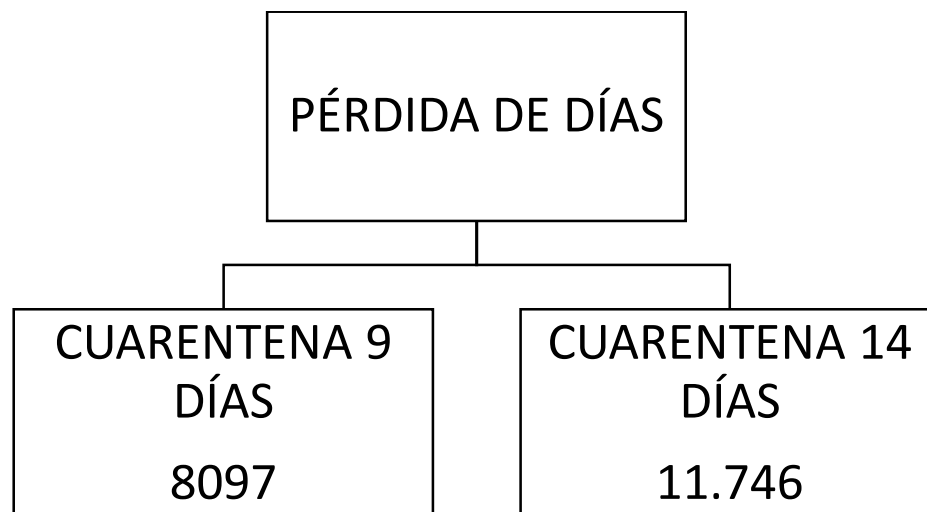 PÉRDIDA DE DÍAS
CUARENTENA 9
DÍAS
8097
CUARENTENA 14
DÍAS
11.746